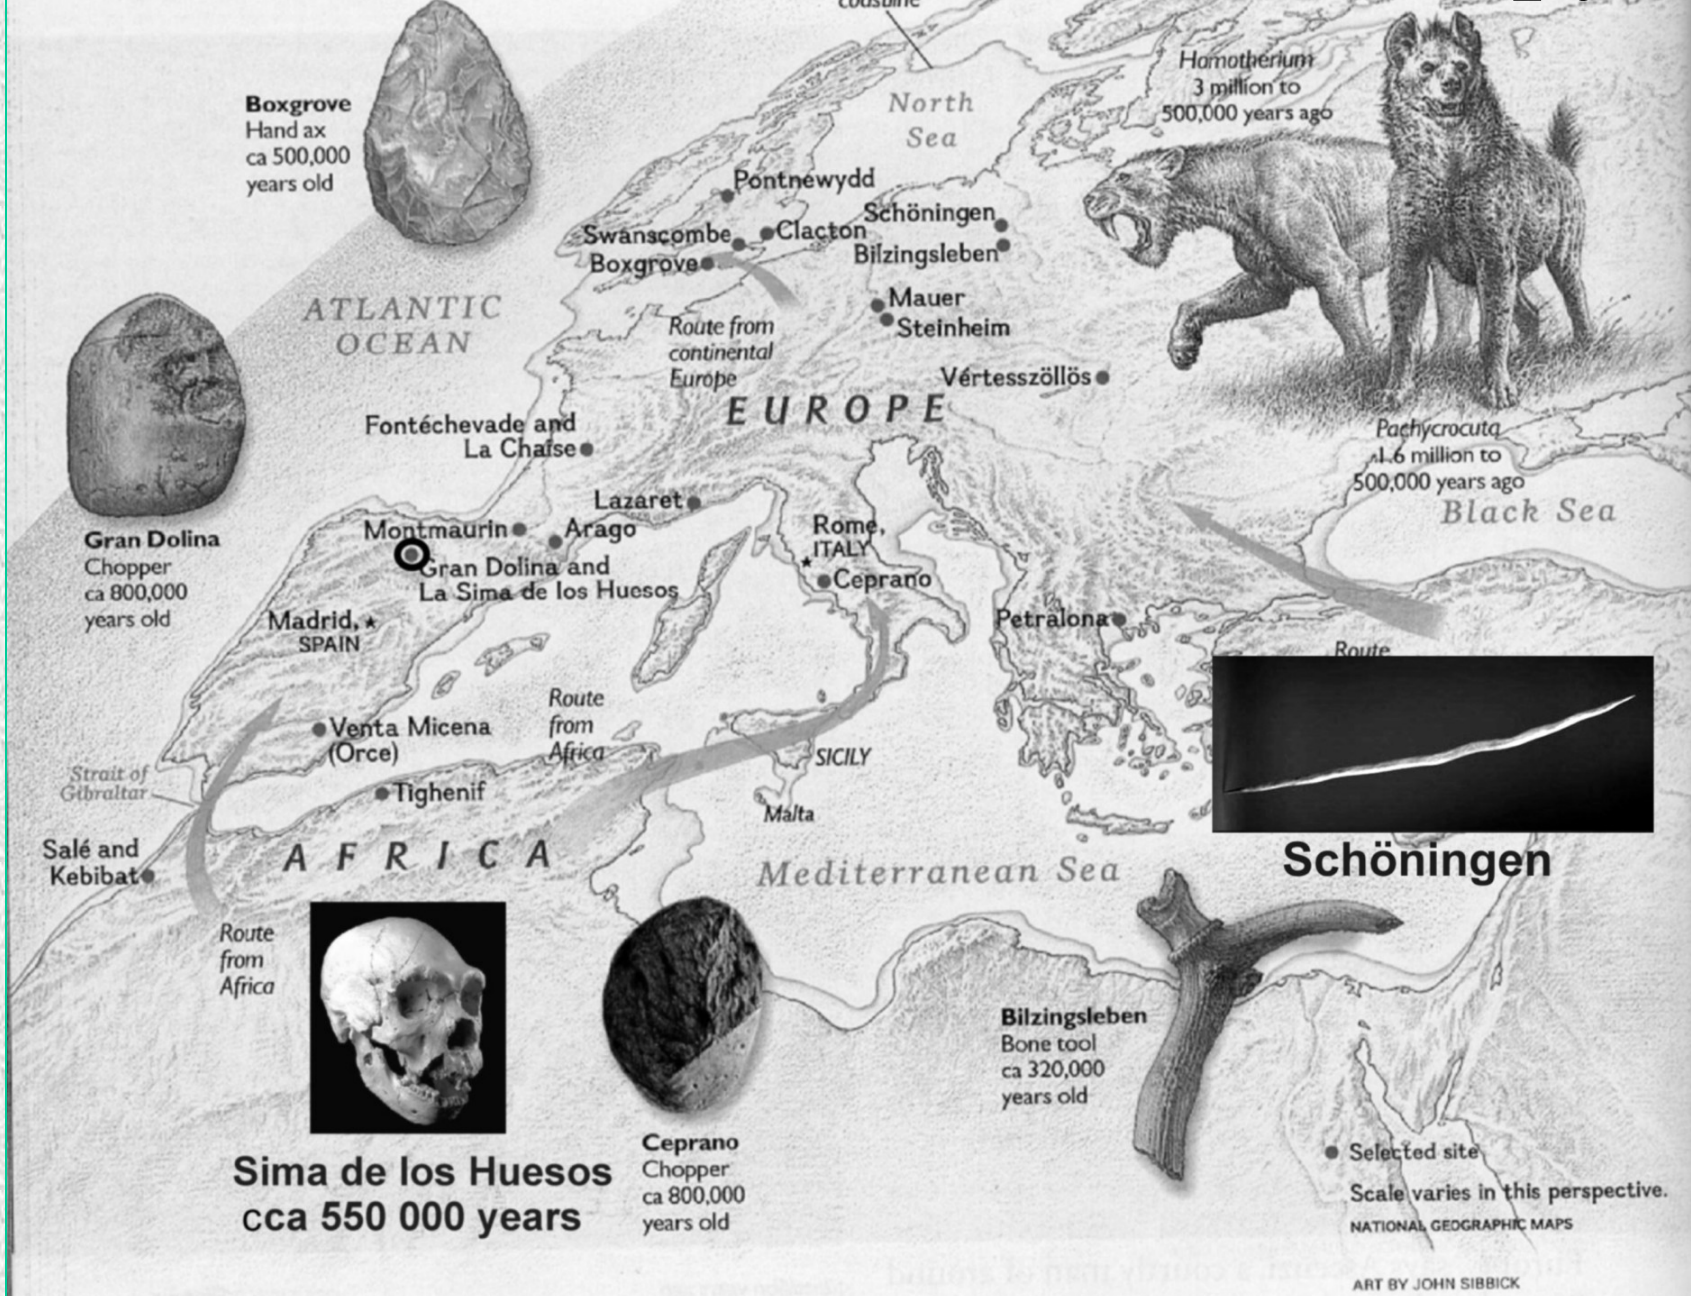 coastline
Boxgrove
Hand ax
ca 500,000
years old
Homotherium
3 million to
500,000 years ago
North
Sea
Pontnewydd
Schöningen
Swanscombe
Clacton
Boxgrove
Bilzingsleben
ATLANTIC
OCEAN
Mauer
Steinheim
Route from
continental
Europe
Vértesszöllös
EUROPE
Fontéchevade and
La Chaise
Pachycrocuta
1.6 million to
500,000 years ago
Black Sea
Lazaret
Montmaurin
Arago
Rome,
ITALY
Gran Dolina
Chopper
ca 800,000
years old
Gran Dolina and
La Sima de los Huesos
Ceprano
Madrid,
SPAIN
Petralona
Route
Route
from
Africa
Venta Micena
(Orce)
SICILY
Strait of
Gibraltar
Tighenif
Malta
Salé and
Kebibat
AFRICA
Mediterranean Sea
Schöningen
Route
from
Africa
Bilzingsleben
Bone tool
ca 320,000
years old
Ceprano
Chopper
ca 800,000
years old
Sima de los Huesos
cca 550 000 years
Selected site
Scale varies in this perspective.
NATIONAL GEOGRAPHIC MAPS
ART BY JOHN SIBBICK